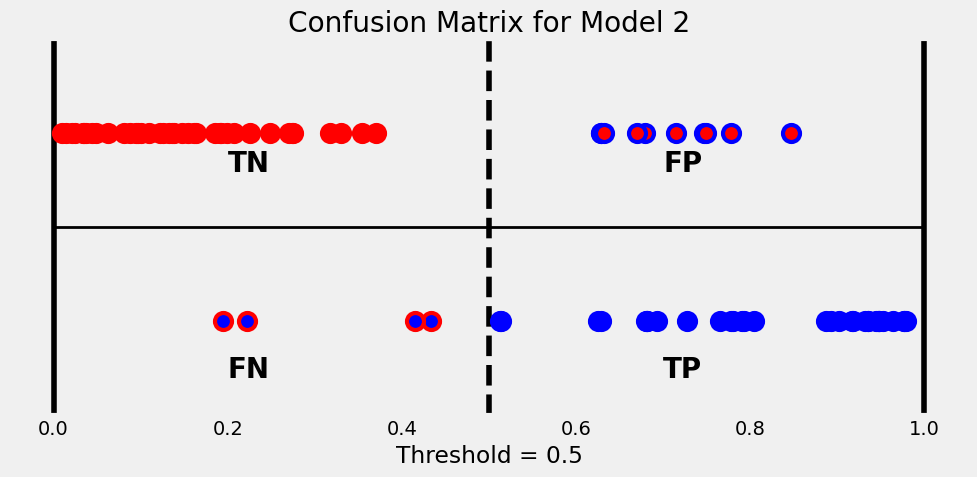 Confusion Matrix for Model 2
TN
FP
FN
TP
0.0 0.2 0.4 0.6 0.8 1.0
Threshold = 0.5